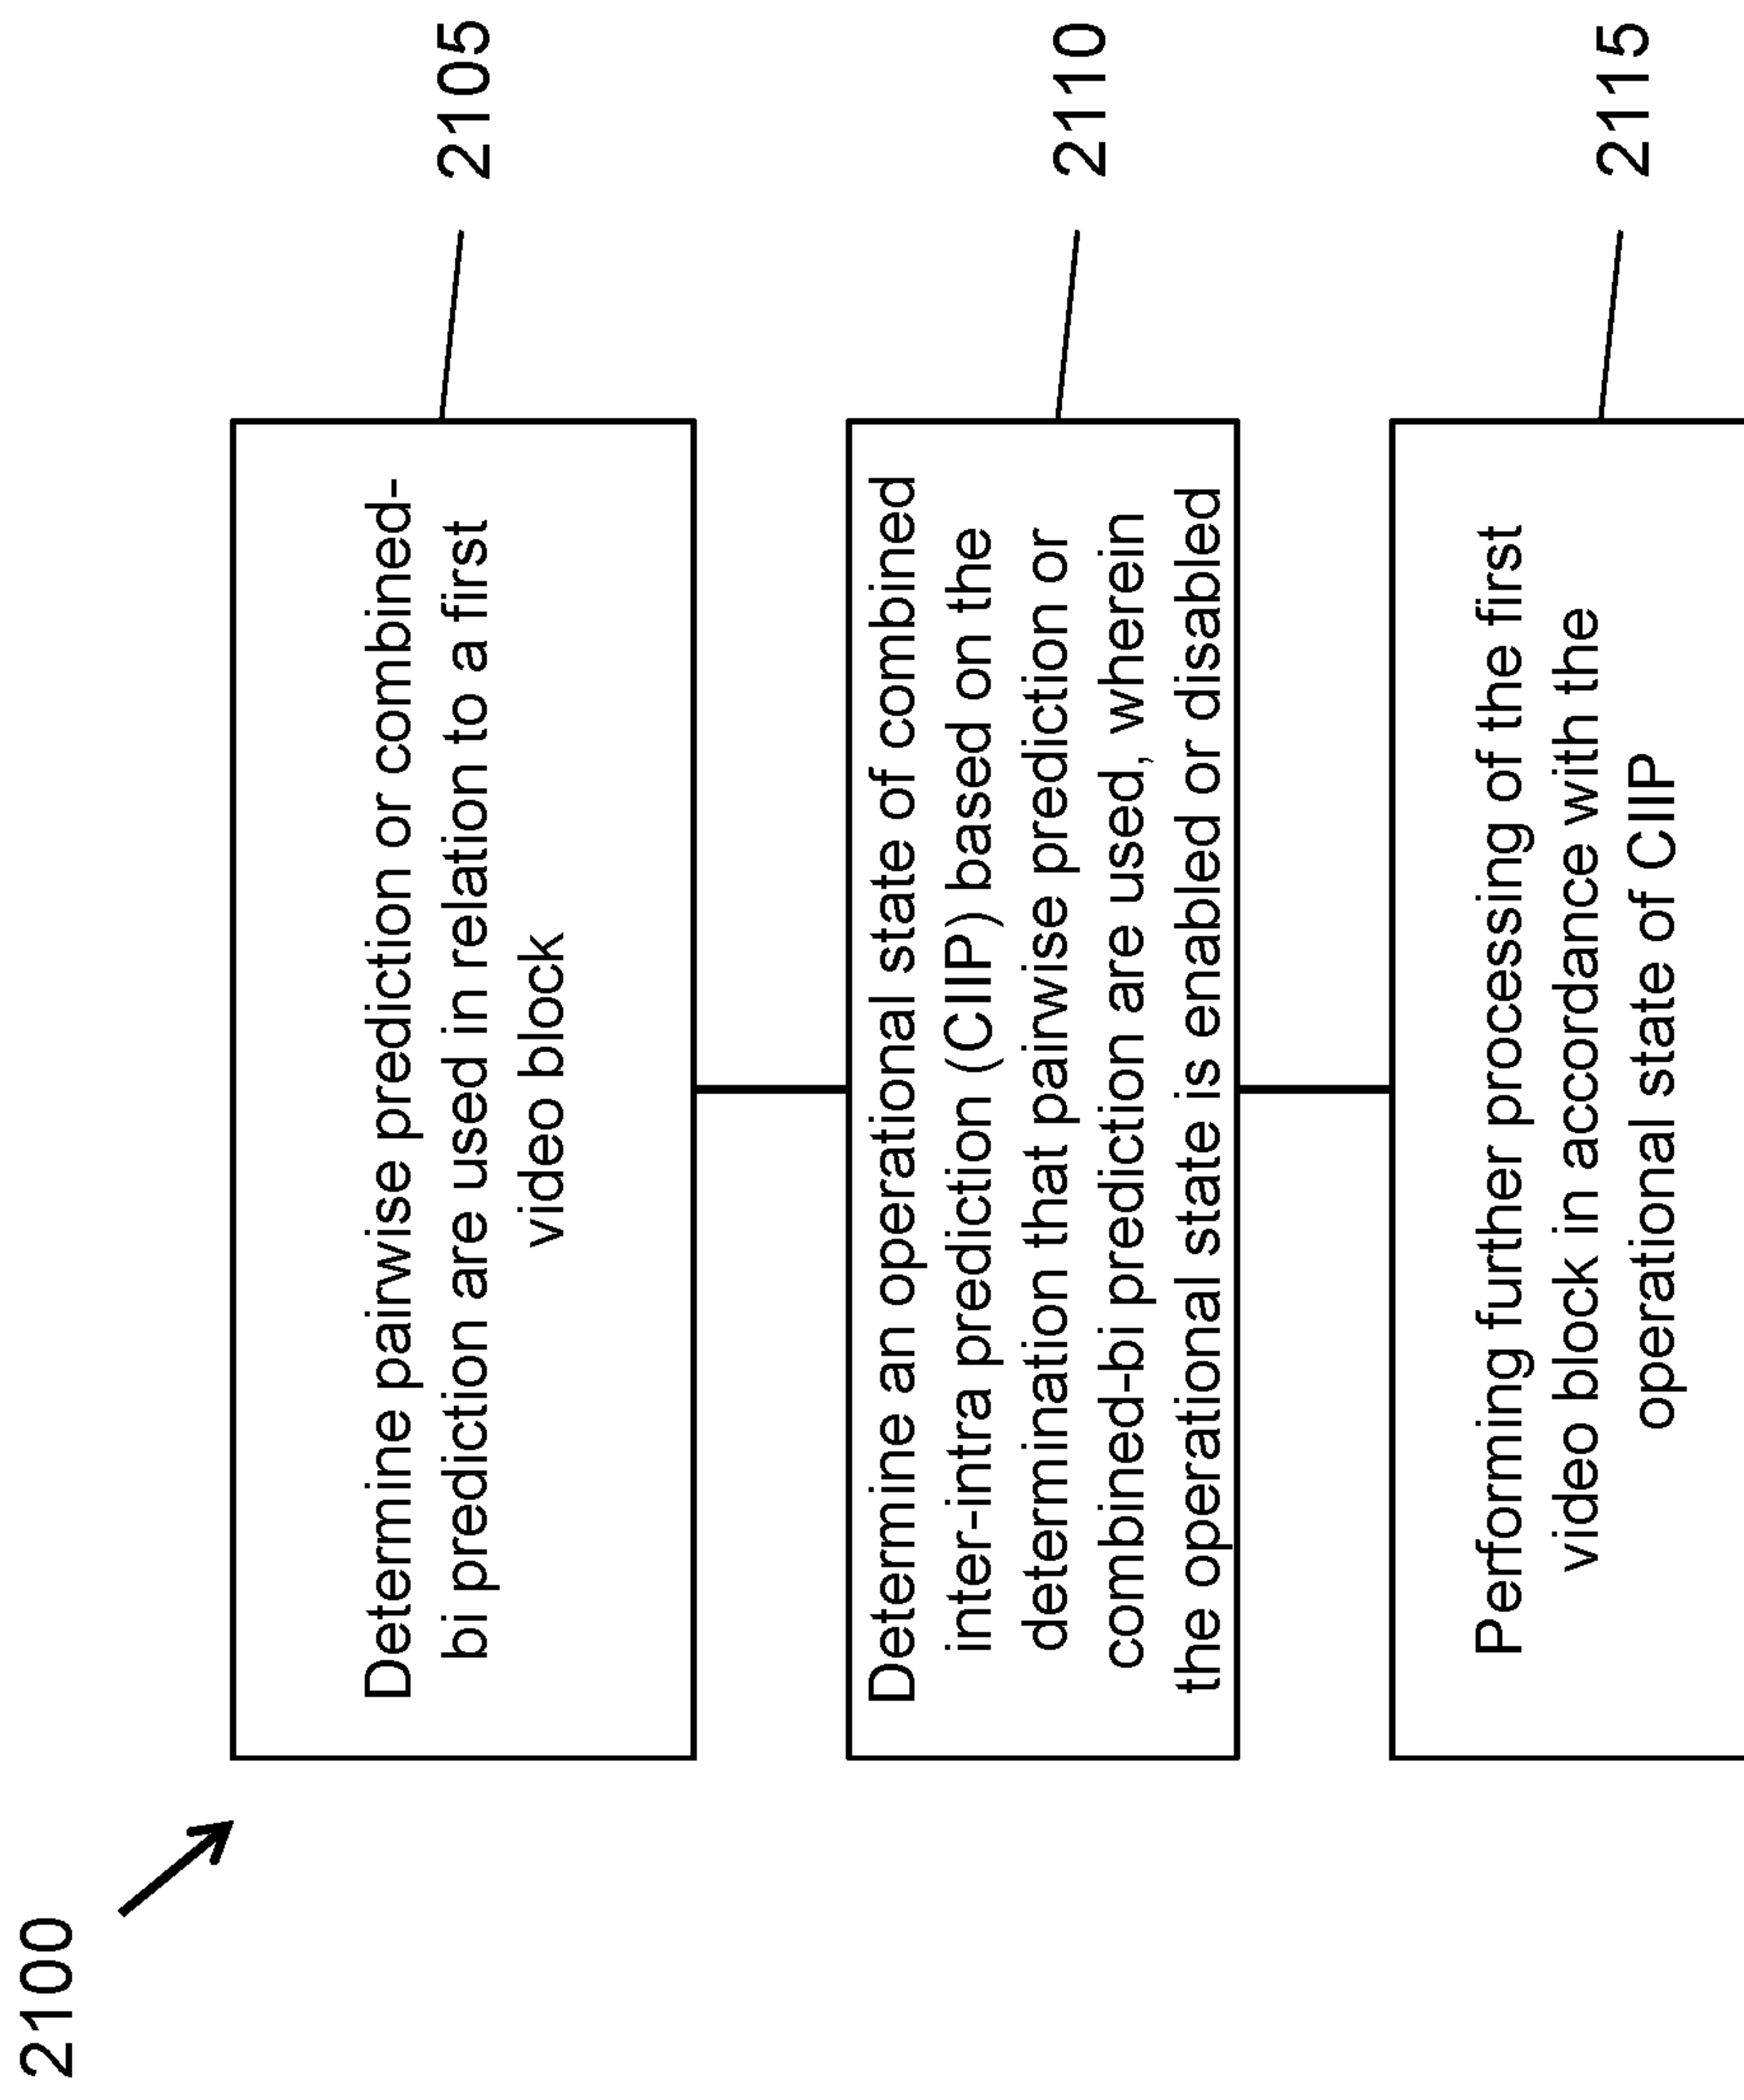 2100
Determine pairwise prediction or combined-
bi prediction are used in relation to a first
video block
2105
Determine an operational state of combined
inter-intra prediction (CIIP) based on the
determination that pairwise prediction or
combined-bi prediction are used, wherein
the operational state is enabled or disabled
2110
Performing further processing of the first
video block in accordance with the
operational state of CIIP
2115